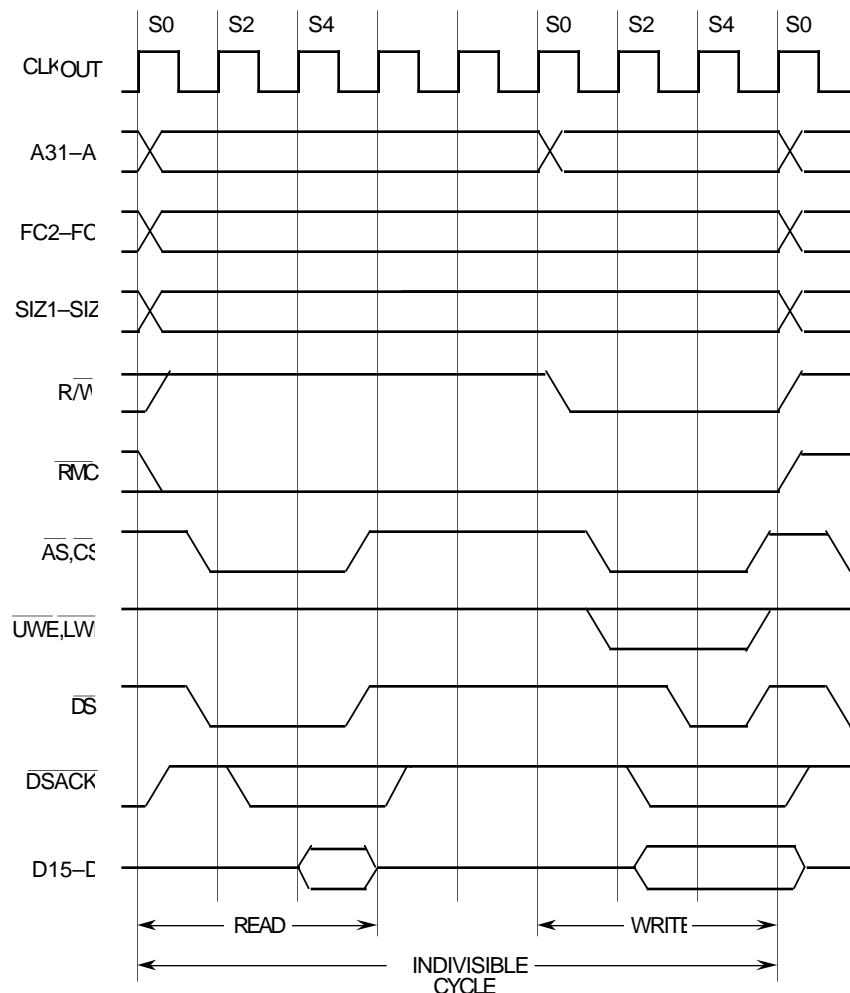 S0 S2 S4 S0 S2 S4 S0
CLKOUT
A31–A
FC2–FC
SIZ1–SIZ
R/W
RMC
AS,CS
UWE,LW
DS
DSACK
D15–D
READ WRITE
INDIVISIBLE
CYCLE